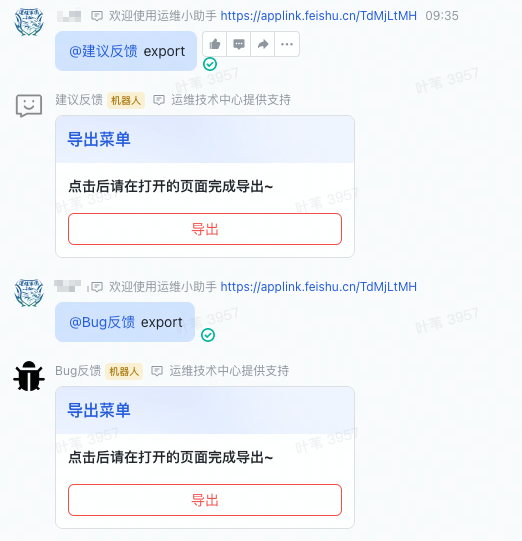 欢迎使用运维小助手 https://applink.feishu.cn/TdMjLtMH 09:35
@建议反馈 export
建议反馈 机器人 运维技术中心提供支持
导出菜单
点击后请在打开的页面完成导出~
导出
欢迎使用运维小助手 https://applink.feishu.cn/TdMjLtMH
@Bug反馈 export
Bug反馈 机器人 运维技术中心提供支持
导出菜单
点击后请在打开的页面完成导出~
导出
叶苇 3957
叶苇 3957
叶苇 3957
叶苇 3957
叶苇 3957
叶苇 3957
叶苇 3957
叶苇 3957